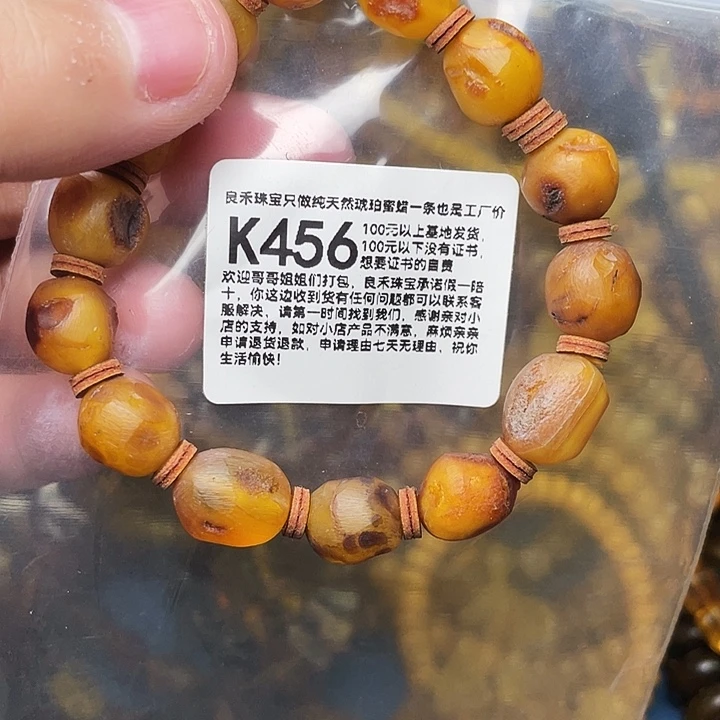 良禾珠宝只做纯天然琥珀蜜蜡一条也是工厂价
K456
100元以上基地发货,
100元以下没有证书,
想要证书的自费
欢迎哥哥姐姐们打包, 良禾珠宝承诺假一赔
十, 你这边收到货有任何问题都可以联系客
服解决、请第一时间找到我们, 感谢亲对小
店的支持, 如对小店产品不满意, 麻烦亲亲
申请退货退款, 申请理由七天无理由, 祝你
生活愉快!